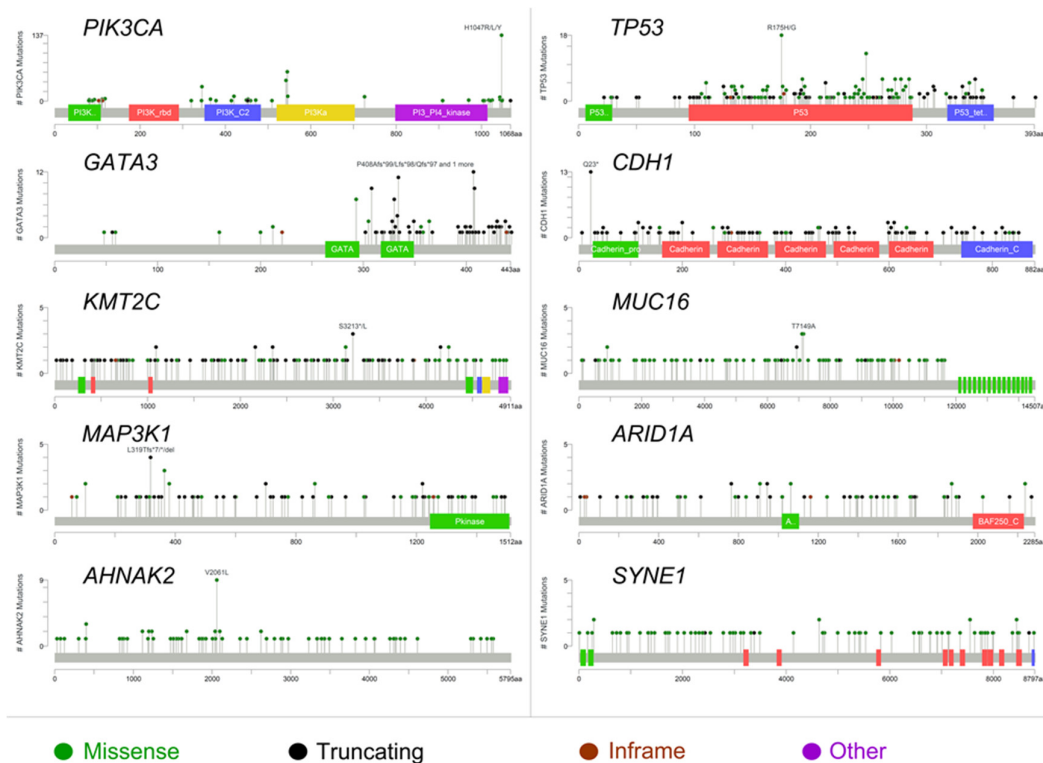 PIK3CA
H1047R/L/Y
# PIK3CA Mutations
137
0
PI3K..
PI3K_rbd
PI3K_C2
PI3Ka
PI3_PI4_kinase
0 200 400 600 800 1000 1068aa
TP53
R175H/G
# TP53 Mutations
18
0
P53..
P53
P53_tet..
0 100 200 300 393aa
GATA3
P408Afs*99/Lfs*98/Qfs*97 and 1 more
# GATA3 Mutations
12
0
GATA
GATA
0 100 200 300 400 443aa
CDH1
Q23*
# CDH1 Mutations
13
0
Cadherin_pro
Cadherin
Cadherin
Cadherin
Cadherin
Cadherin
Cadherin_C
0 200 400 600 800 882aa
KMT2C
S3213*/L
# KMT2C Mutations
5
0
0 1000 2000 3000 4000 4911aa
MUC16
T7149A
# MUC16 Mutations
5
0
0 2000 4000 6000 8000 10000 12000 14507aa
MAP3K1
L319Tfs*7/*/del
# MAP3K1 Mutations
5
0
Pkinase
0 400 800 1200 1512aa
ARID1A
# ARID1A Mutations
5
0
A..
BAF250_C
0 400 800 1200 1600 2000 2285aa
AHNAK2
V2061L
# AHNAK2 Mutations
9
0
0 1000 2000 3000 4000 5000 5795aa
SYNE1
# SYNE1 Mutations
5
0
0 2000 4000 6000 8000 8797aa
Missense
Truncating
Inframe
Other